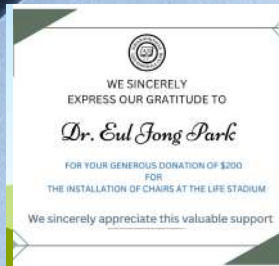 WE SINCERELY
EXPRESS OUR GRATITUDE TO
Dr. Eul Jong Park
FOR YOUR GENEROUS DONATION OF $200
FOR
THE INSTALLATION OF CHAIRS AT THE LIFE STADIUM
We sincerely appreciate this valuable support